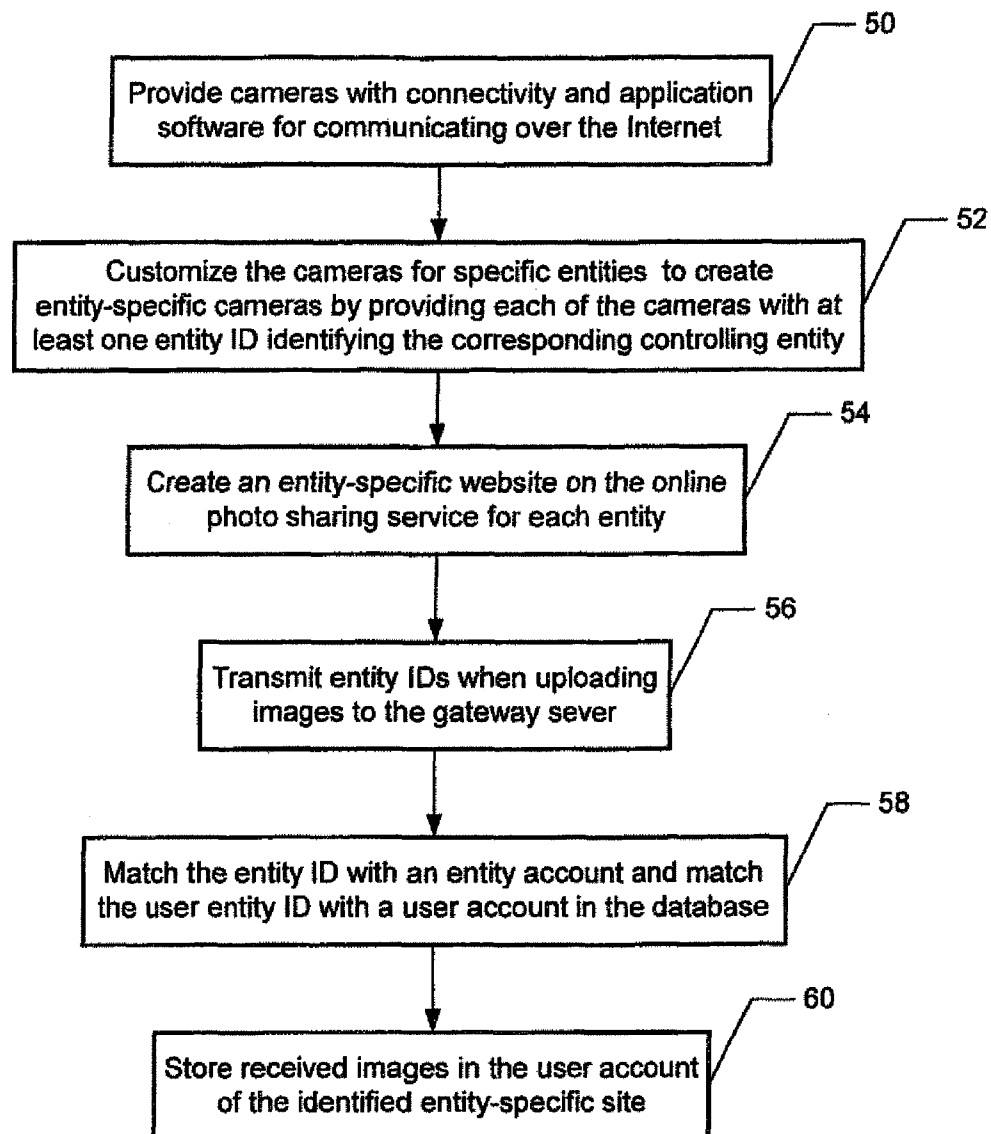 50
Provide cameras with connectivity and application
software for communicating over the Internet
52
Customize the cameras for specific entities to create
entity-specific cameras by providing each of the cameras with at
least one entity ID identifying the corresponding controlling entity
54
Create an entity-specific website on the online
photo sharing service for each entity
56
Transmit entity IDs when uploading
images to the gateway sever
58
Match the entity ID with an entity account and match
the user entity ID with a user account in the database
60
Store received images in the user account
of the identified entity-specific site